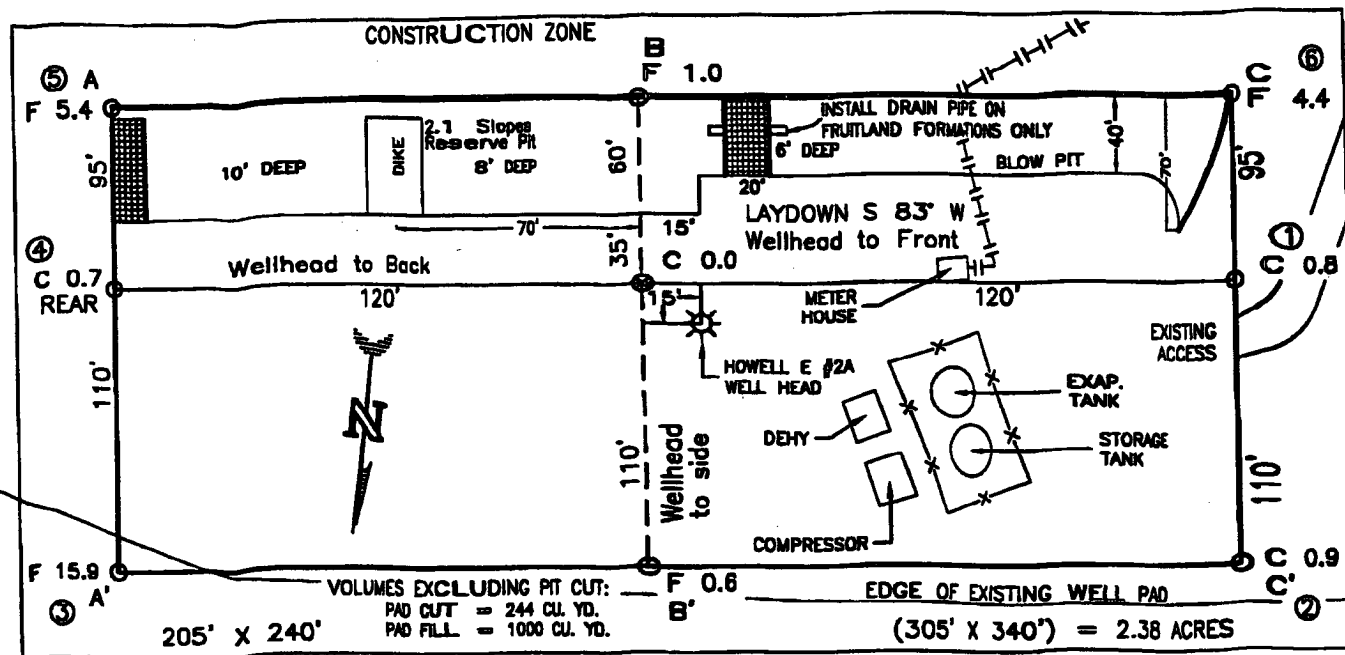 CONSTRUCTION ZONE
⑤ A
F 5.4
B
F 1.0
C ⑥
F 4.4
INSTALL DRAIN PIPE ON
FRUITLAND FORMATIONS ONLY
6' DEEP
2.1 Slopes
Reserve Pit
10' DEEP
DIKE
8' DEEP
95'
60'
20'
BLOW PIT
40'
70'
95'
70'
15'
LAYDOWN S 83° W
Wellhead to Front
35'
④
C 0.7
REAR
Wellhead to Back
120'
C 0.0
15'
METER
HOUSE
120'
①
C 0.8
EXISTING
ACCESS
HOWELL E #2A
WELL HEAD
N
110'
110'
Wellhead
to side
DEHY
EXAP.
TANK
STORAGE
TANK
COMPRESSOR
110'
F 15.9
A'
③
VOLUMES EXCLUDING PIT CUT:
PAD CUT = 244 CU. YD.
PAD FILL = 1000 CU. YD.
F 0.6
B'
EDGE OF EXISTING WELL PAD
C 0.9
C'
②
205' X 240'
(305' X 340') = 2.38 ACRES